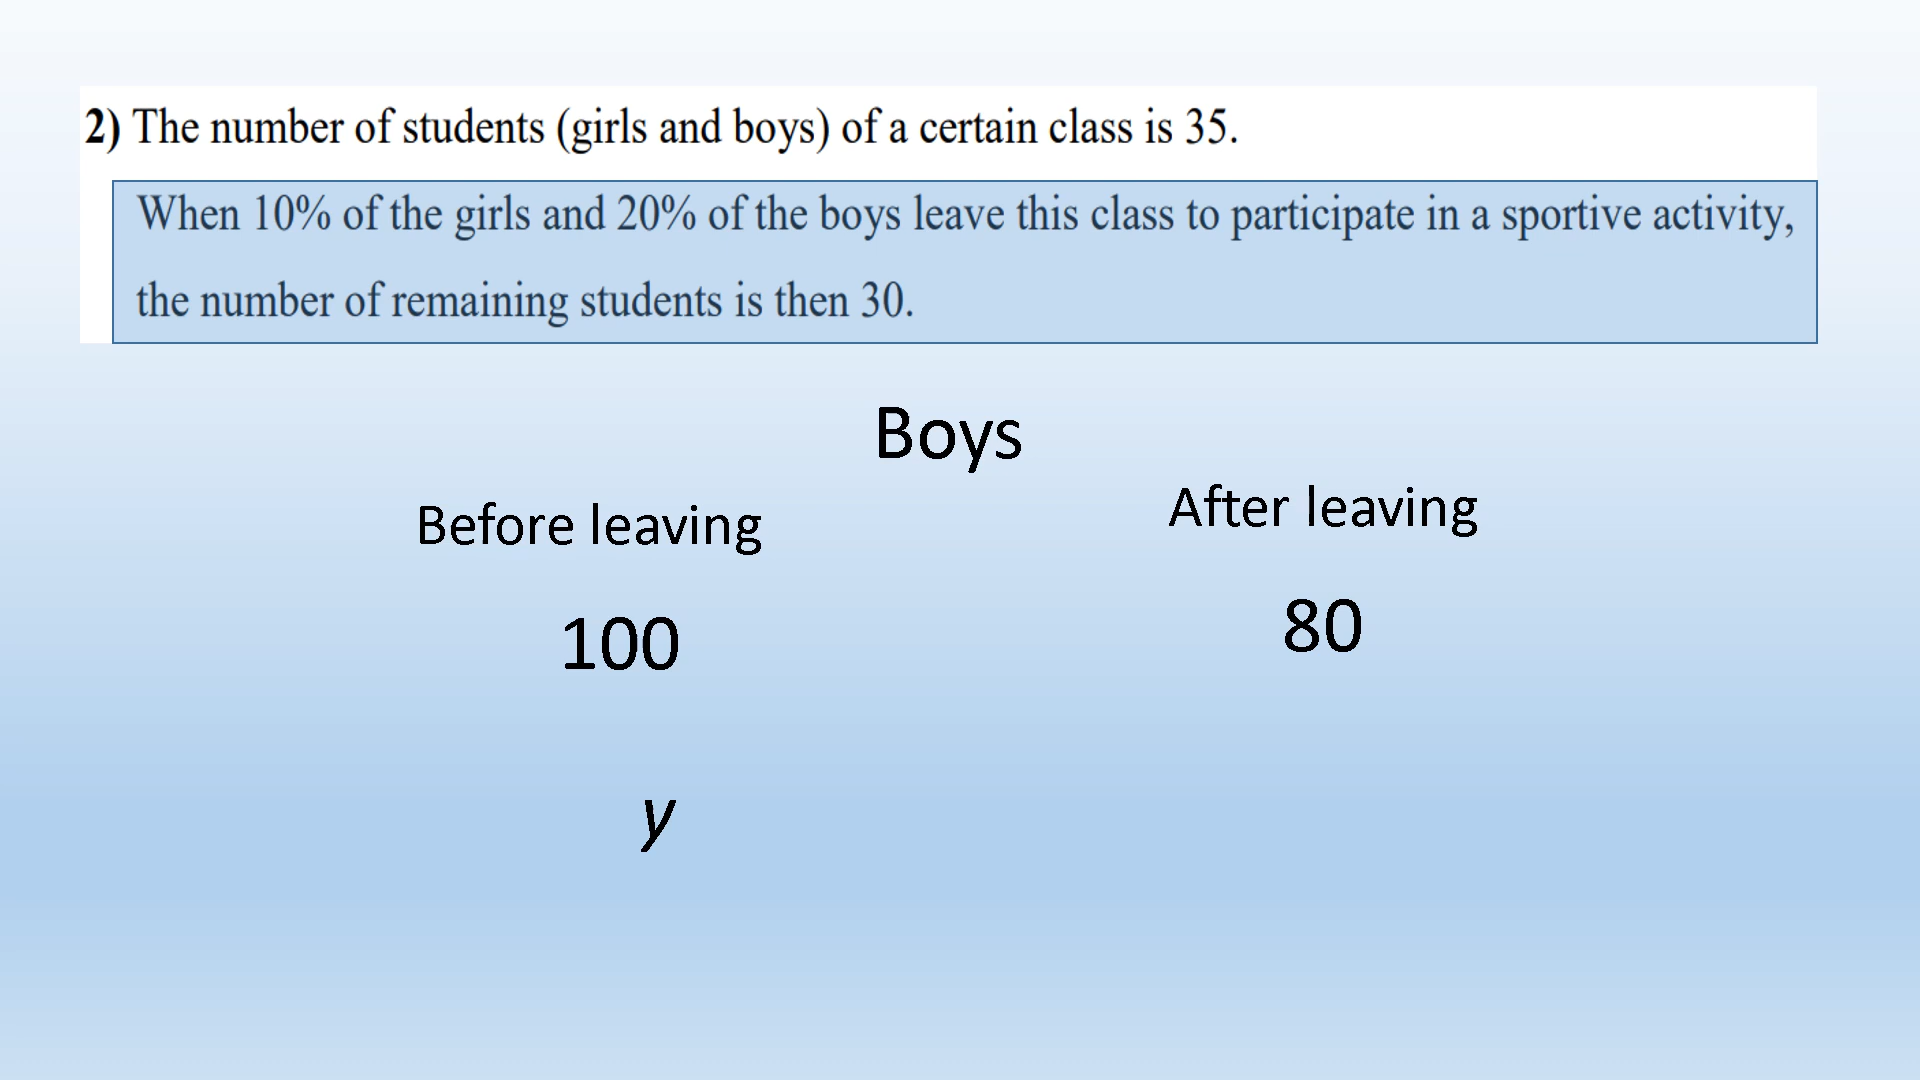 2) The number of students (girls and boys) of a certain class is 35.
When 10% of the girls and 20% of the boys leave this class to participate in a sportive activity,
the number of remaining students is then 30.
Boys
Before leaving
After leaving
100
80
y